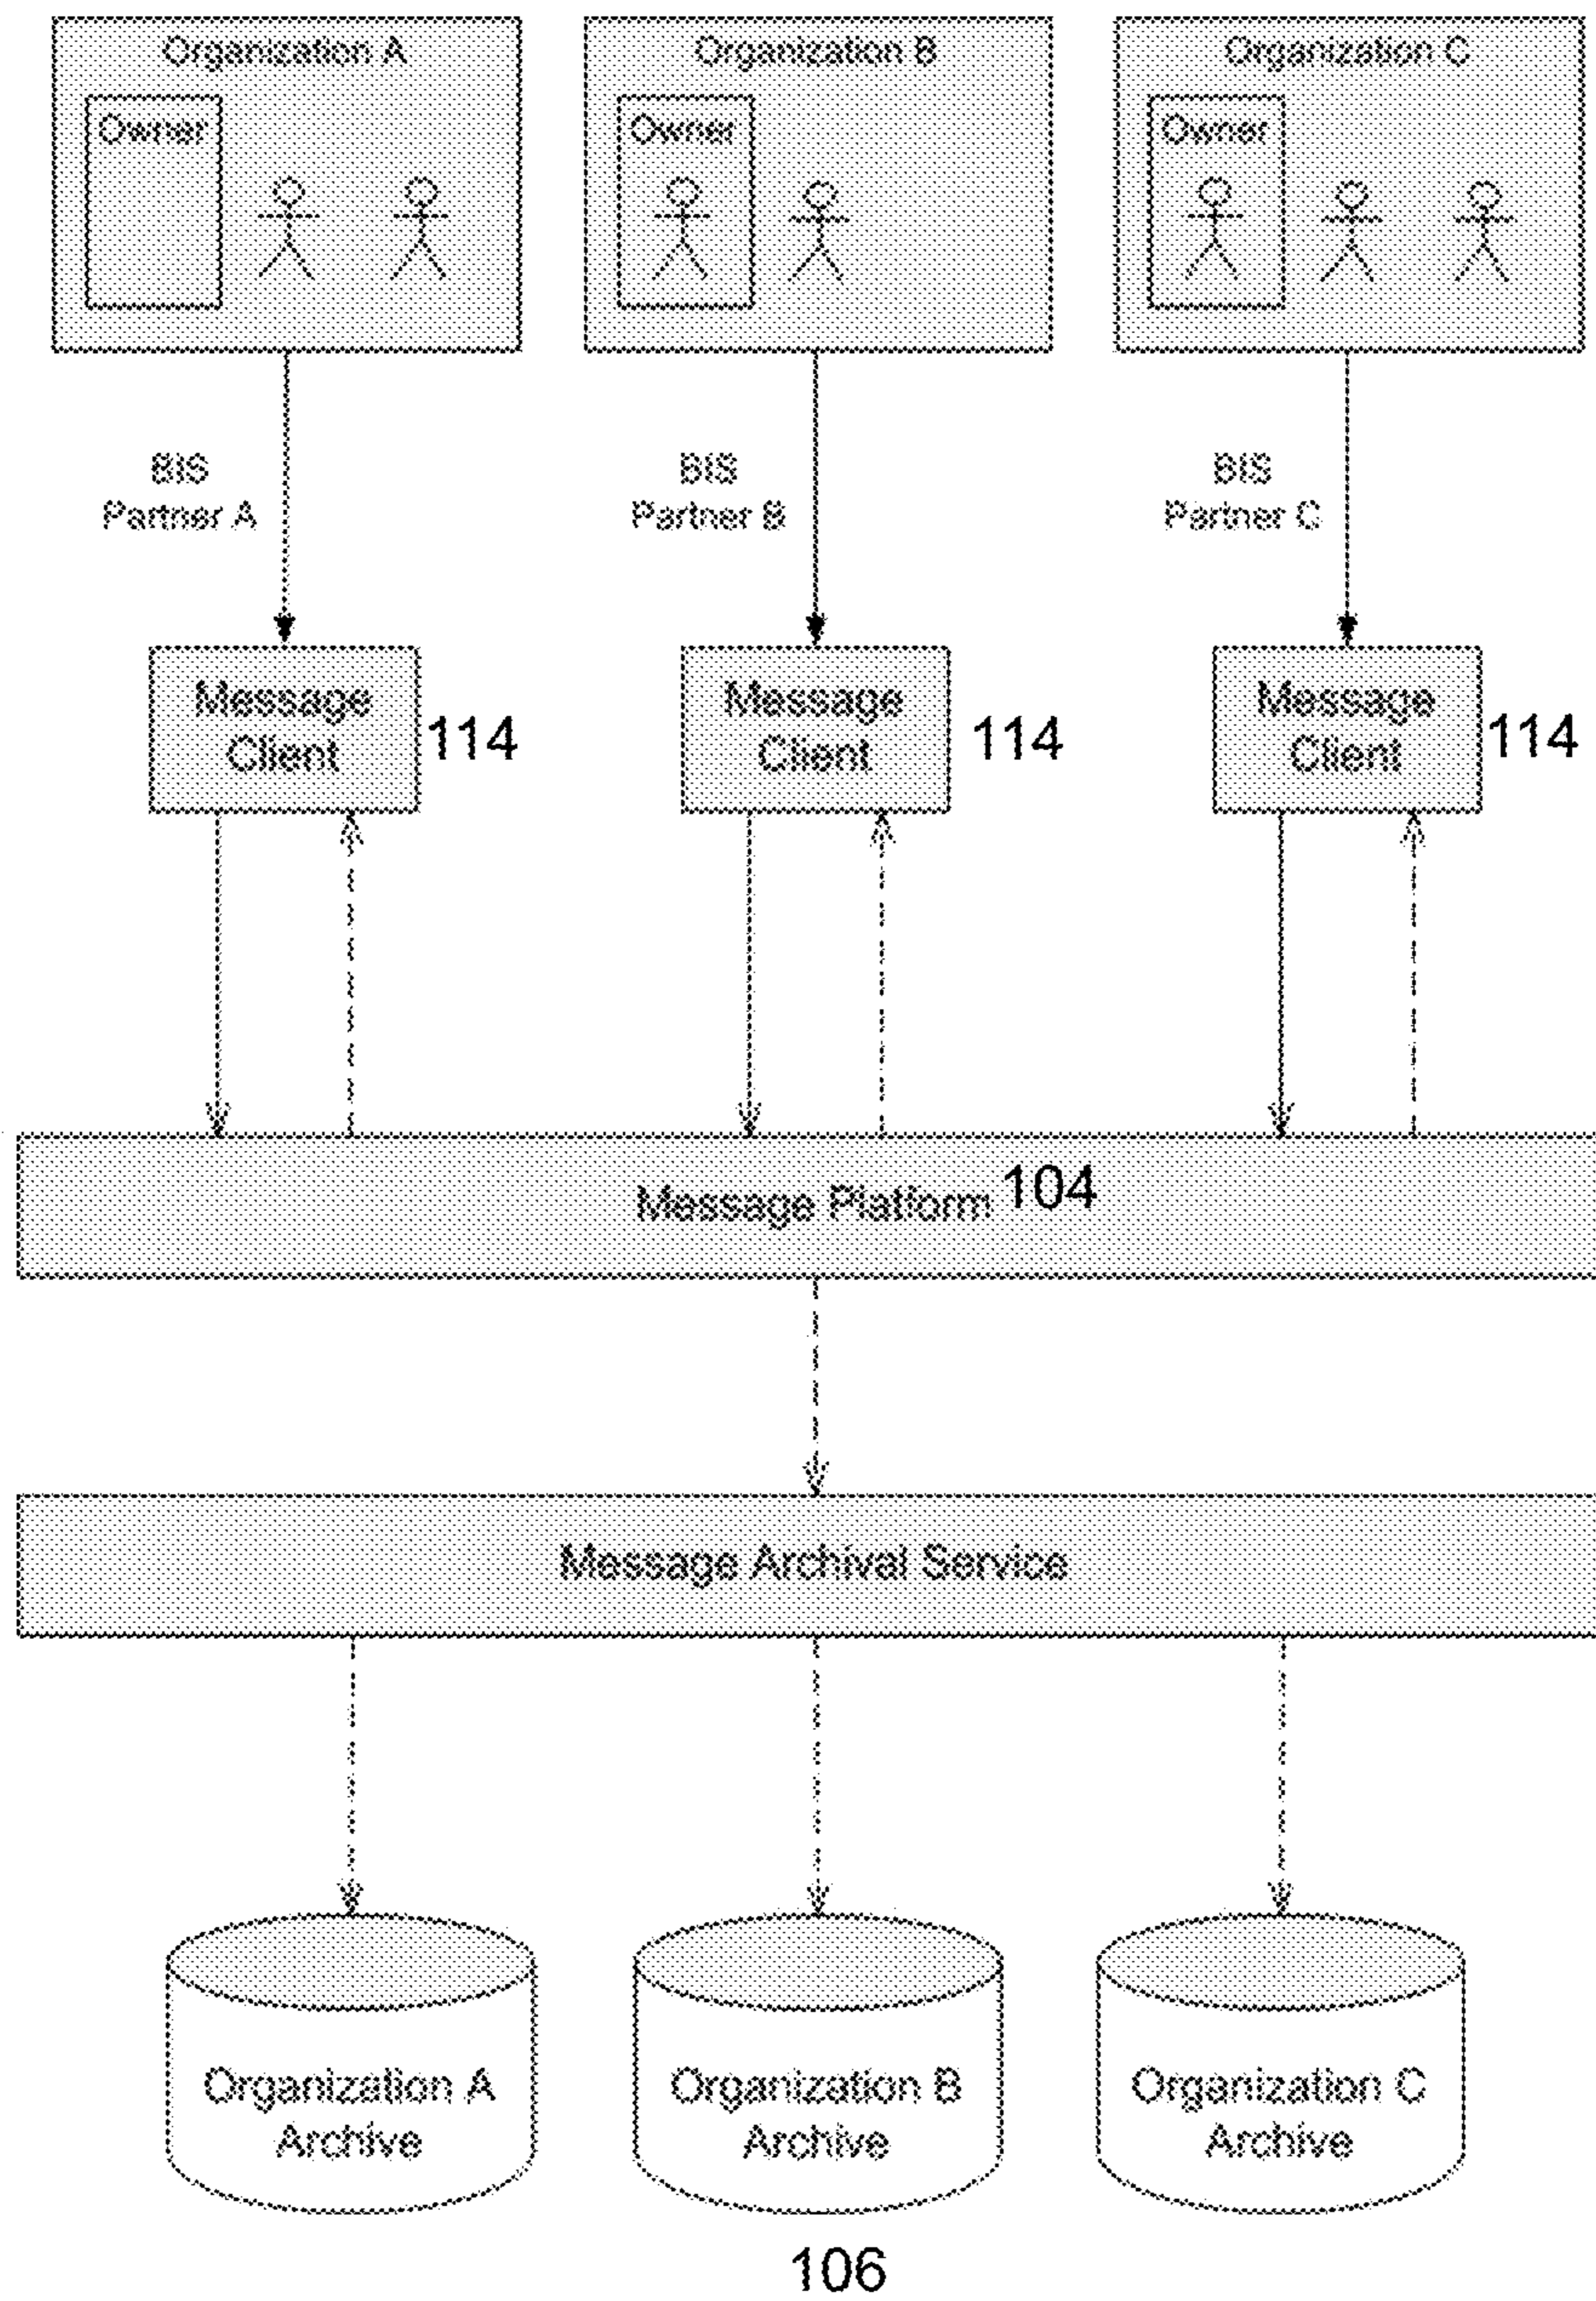 Organization A
Organization B
Organization C
Owner
Owner
Owner
BIS
Partner A
BIS
Partner B
BIS
Partner C
Message
Client
114
Message
Client
114
Message
Client
114
Message Platform 104
Message Archival Service
Organization A
Archive
Organization B
Archive
Organization C
Archive
106